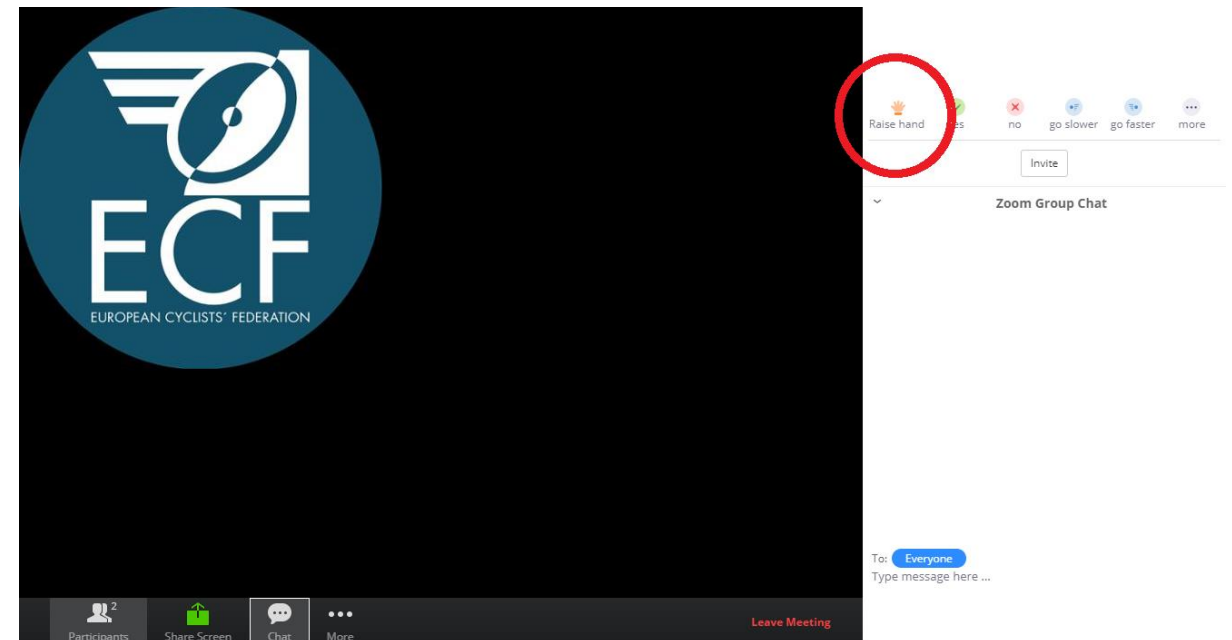 ECF
EUROPEAN CYCLISTS´ FEDERATION
Raise hand
yes
no
go slower
go faster
more
Invite
Zoom Group Chat
To: Everyone
Type message here ...
2
Participants
Share Screen
Chat
More
Leave Meeting